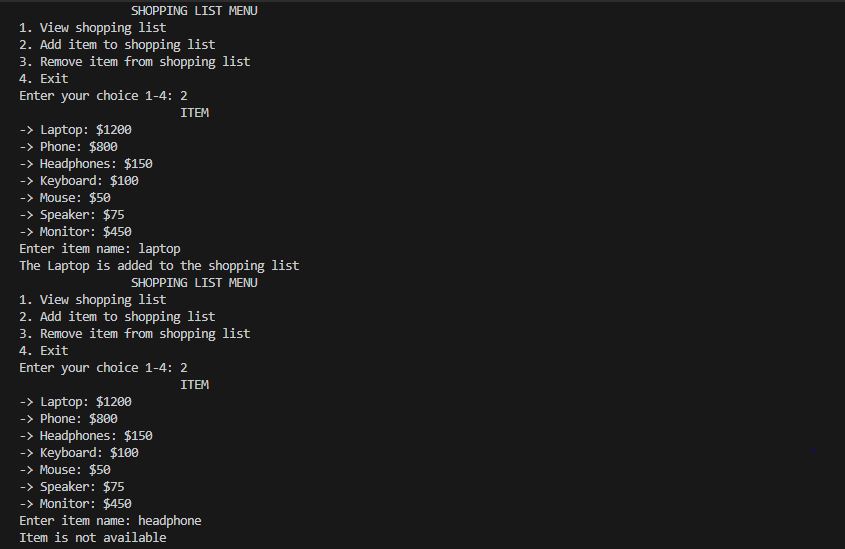 SHOPPING LIST MENU
1. View shopping list
2. Add item to shopping list
3. Remove item from shopping list
4. Exit
Enter your choice 1-4: 2
ITEM
-> Laptop: $1200
-> Phone: $800
-> Headphones: $150
-> Keyboard: $100
-> Mouse: $50
-> Speaker: $75
-> Monitor: $450
Enter item name: laptop
The Laptop is added to the shopping list
SHOPPING LIST MENU
1. View shopping list
2. Add item to shopping list
3. Remove item from shopping list
4. Exit
Enter your choice 1-4: 2
ITEM
-> Laptop: $1200
-> Phone: $800
-> Headphones: $150
-> Keyboard: $100
-> Mouse: $50
-> Speaker: $75
-> Monitor: $450
Enter item name: headphone
Item is not available